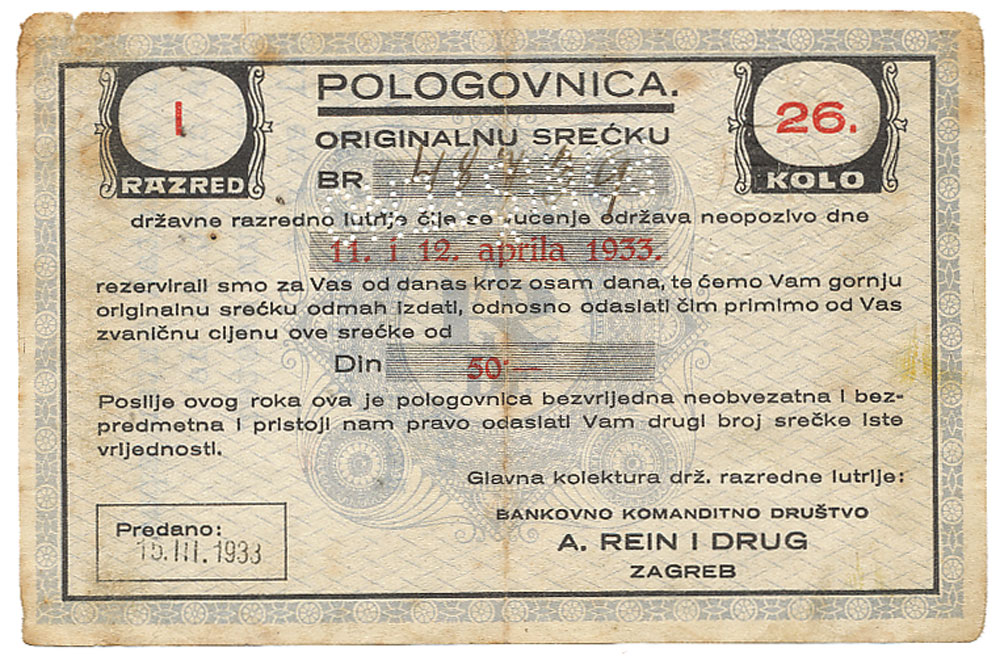 I
RAZRED
POLOGOVNICA.
26.
KOLO
ORIGINALNU SREĆKU
BR
državne razredno lutrije čije se vučenje održava neopozivo dne
11. i 12. aprila 1933.
rezervirali smo za Vas od danas kroz osam dana, te ćemo Vam gornju
originalnu srećku odmah izdati, odnosno odaslati čim primimo od Vas
zvaničnu cijenu ove srećke od
Din 50·—
Poslije ovog roka ova je pologovnica bezvrijedna neobvezatna i bez-
predmetna i pristoji nam pravo odaslati Vam drugi broj srečke iste
vrijednosti.
Glavna kolektura drž. razredne lutrije:
BANKOVNO KOMANDITNO DRUŠTVO
A. REIN I DRUG
ZAGREB
Predano:
15.III.1933